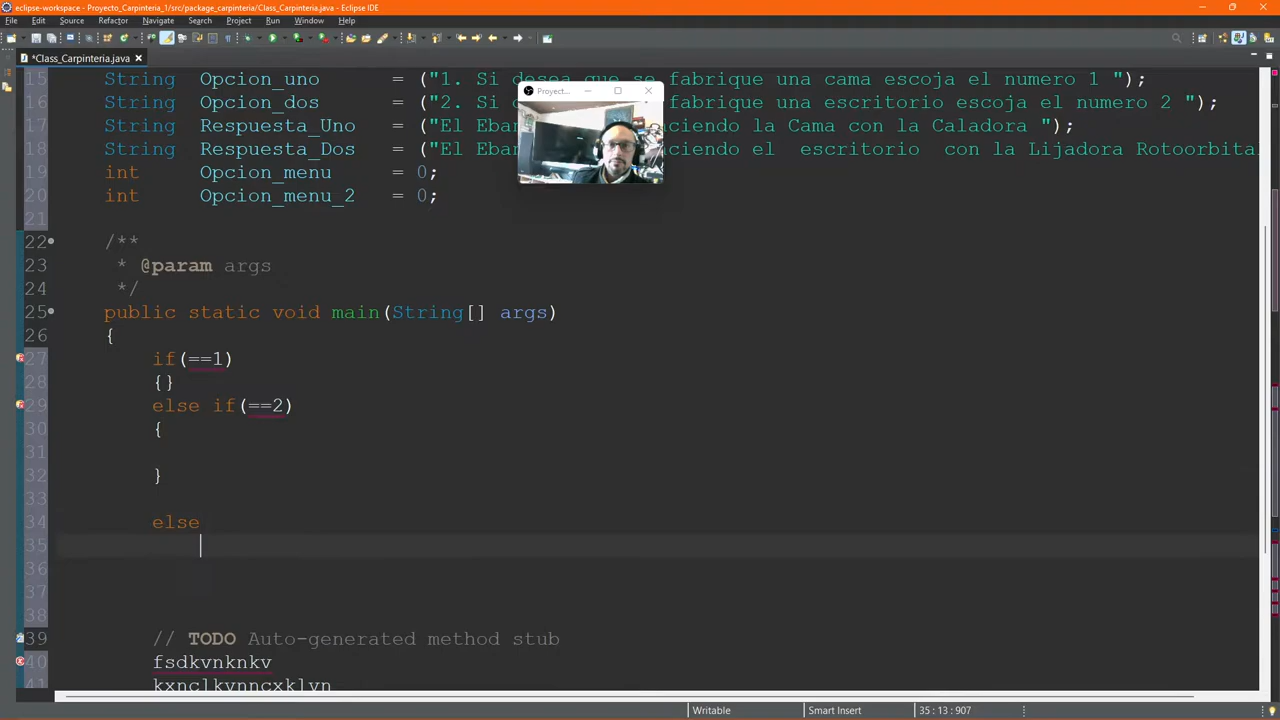 eclipse-workspace - Proyecto_Carpinteria_1/src/package_carpinteria/Class_Carpinteria.java - Eclipse IDE
File Edit Source Refactor Navigate Search Project Run Window Help
*Class_Carpinteria.java
Proyecto...
15 String Opcion_uno = ("1. Si desea que se fabrique una cama escoja el numero 1 ");
16 String Opcion_dos = ("2. Si fabrique una escritorio escoja el numero 2 ");
17 String Respuesta_Uno = ("El Eban aciendo la Cama con la Caladora ");
18 String Respuesta_Dos = ("El Eban aciendo el escritorio con la Lijadora Rotoorbital
19 int Opcion_menu = 0;
20 int Opcion_menu_2 = 0;
21
22 /**
23 * @param args
24 */
25 public static void main(String[] args)
26 {
27 if(==1)
28 {}
29 else if(==2)
30 {
31
32 }
33
34 else
35
36
37
38
39 // TODO Auto-generated method stub
40 fsdkvnknkv
41 kxnclkvnncxklvn
Writable Smart Insert 35 : 13 : 907